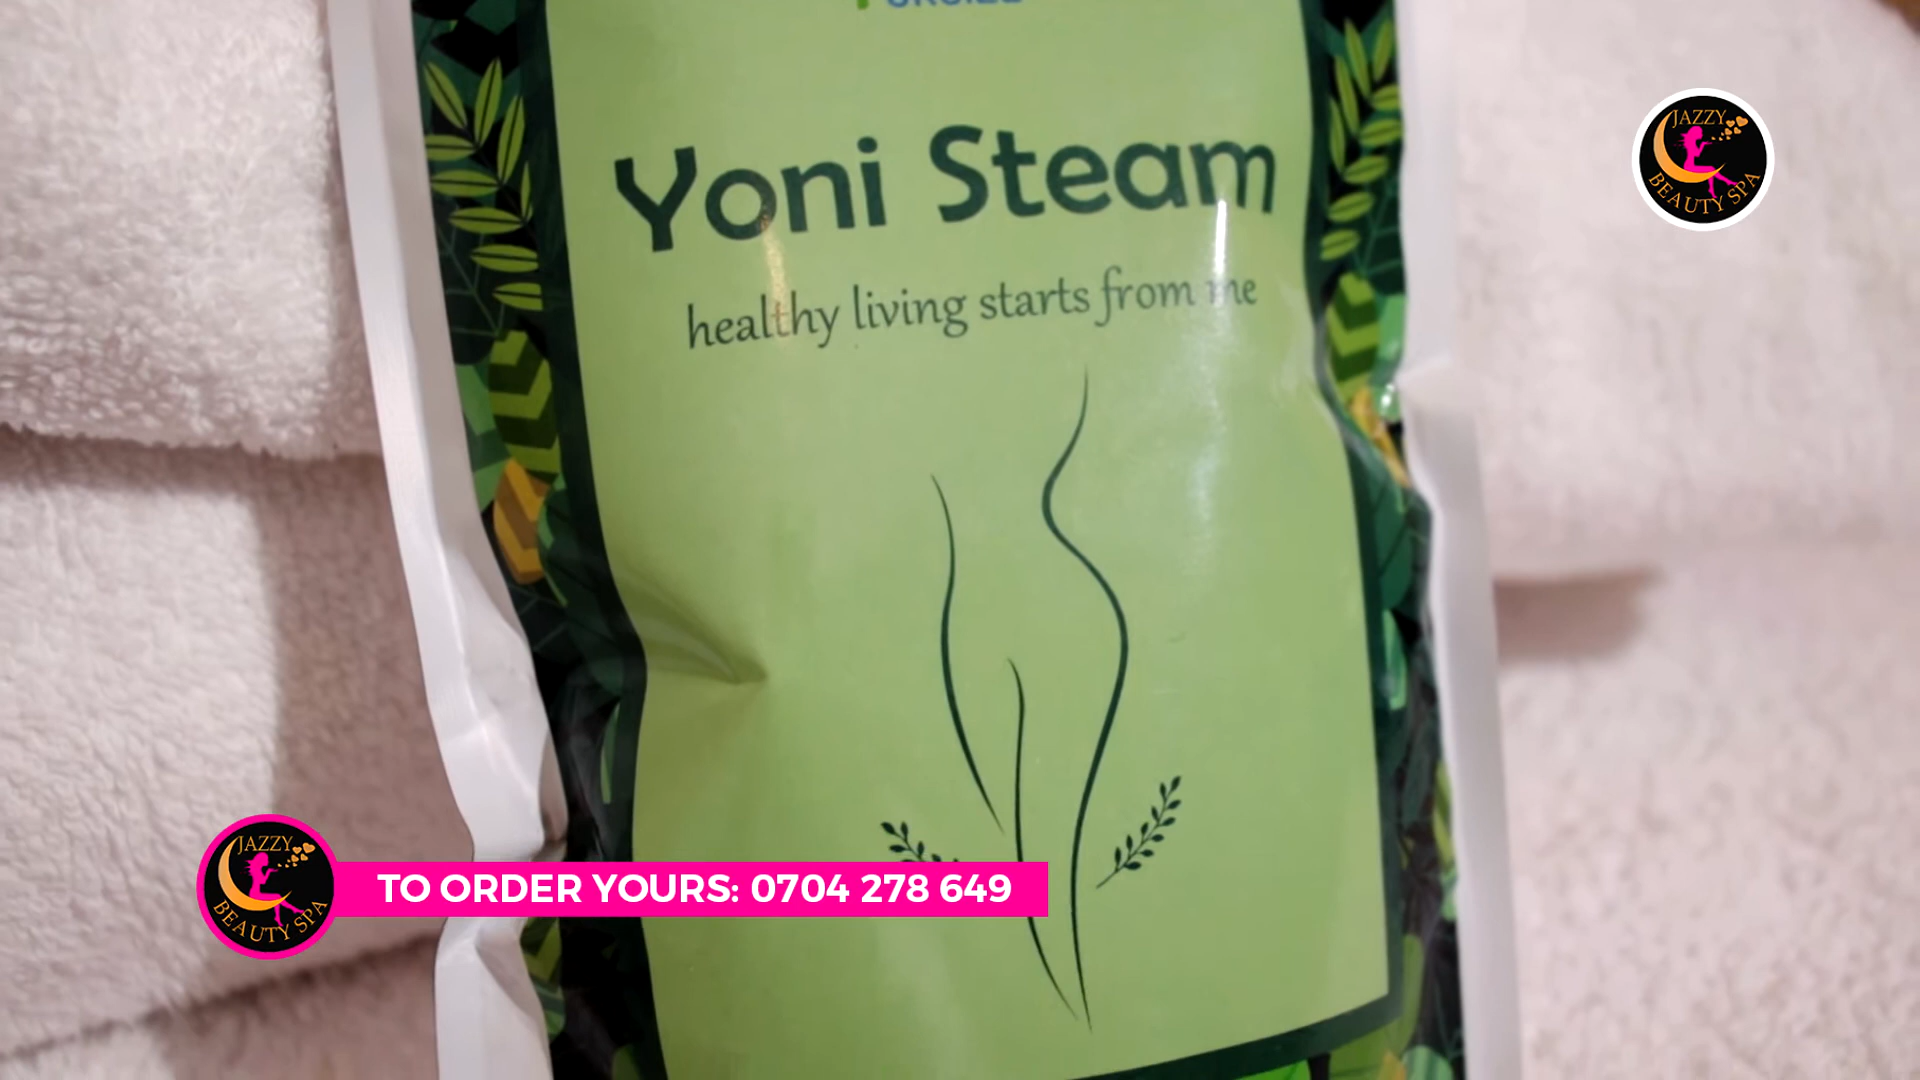 Yoni Steam
healthy living starts from me
JAZZY
BEAUTY SPA
JAZZY
BEAUTY SPA
TO ORDER YOURS: 0704 278 649